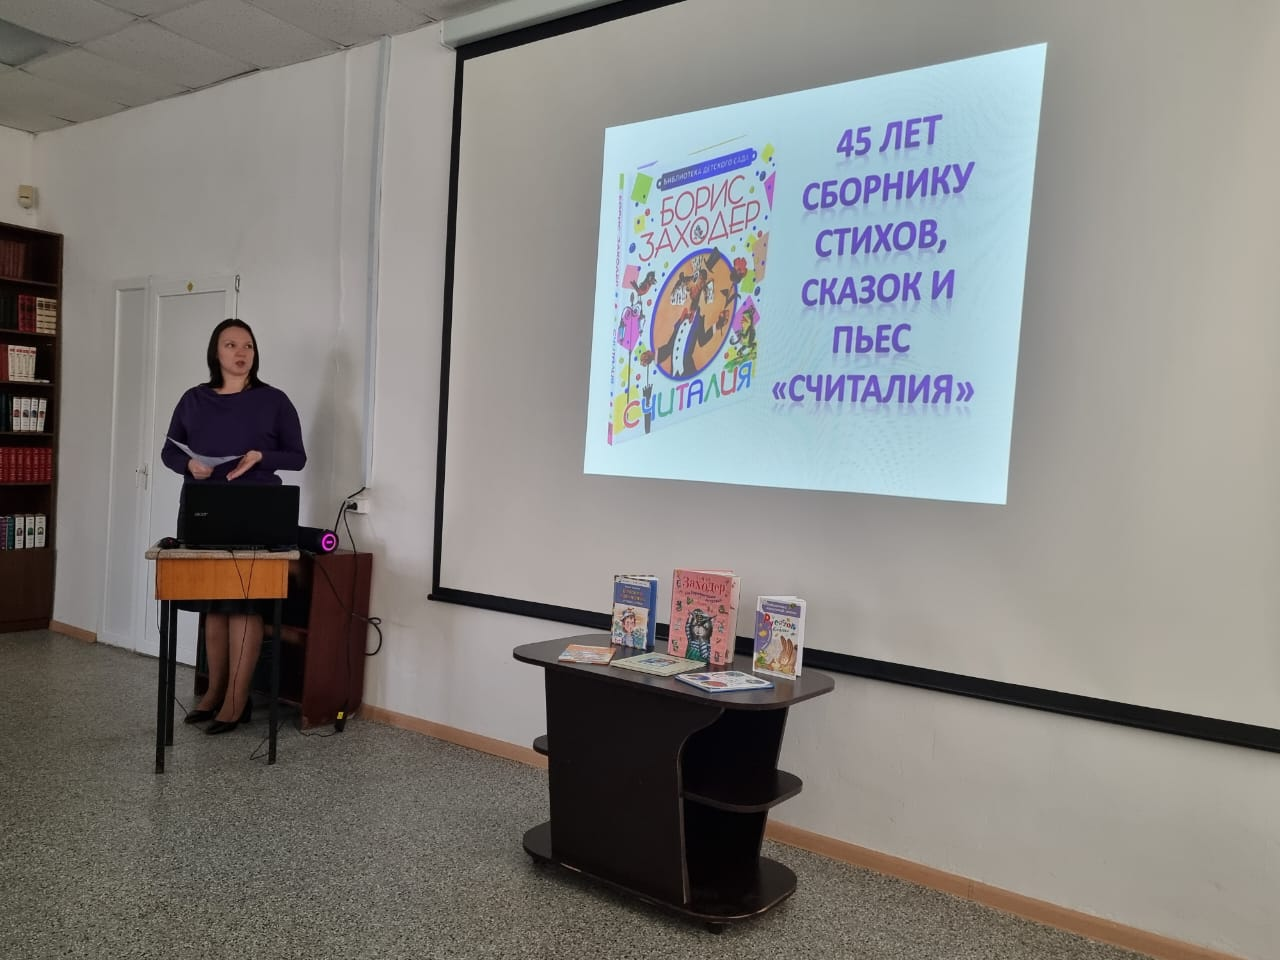 45 ЛЕТ
СБОРНИКУ
СТИХОВ,
СКАЗОК И
ПЬЕС
«СЧИТАЛИЯ»
БИБЛИОТЕКА ДЕТСКОГО САДА
БОРИС
ЗАХОДЕР
СЧИТАЛИЯ
acer
Заходер